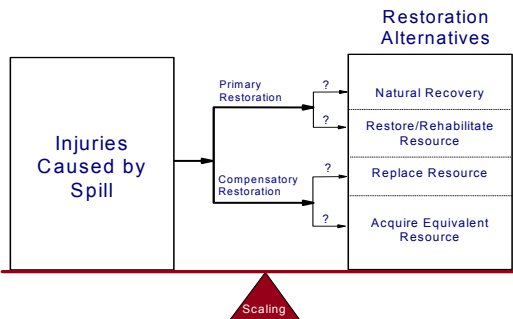 Restoration
Alternatives
Injuries
Caused by
Spill
Primary
Restoration
Compensatory
Restoration
?
?
?
?
Natural Recovery
Restore/Rehabilitate
Resource
Replace Resource
Acquire Equivalent
Resource
Scaling